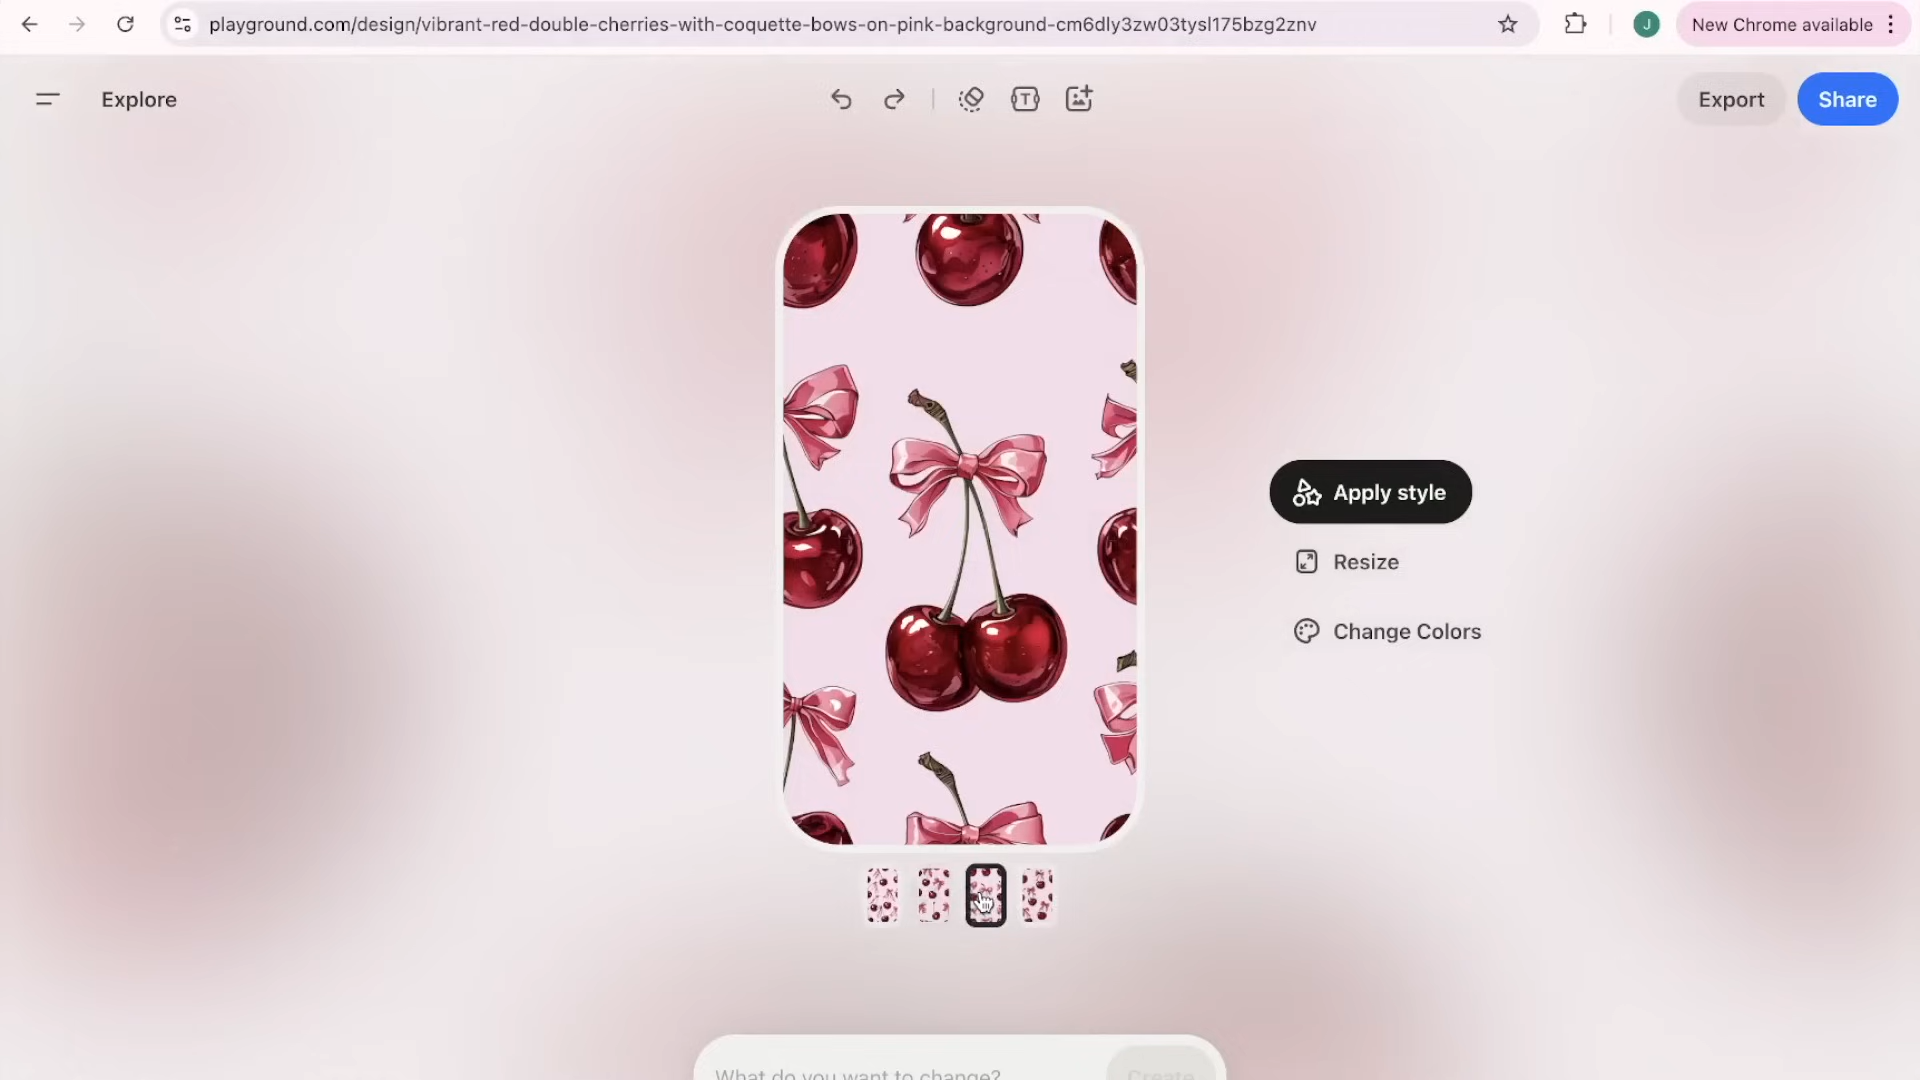 playground.com/design/vibrant-red-double-cherries-with-coquette-bows-on-pink-background-cm6dly3zw03tysl175bzg2znv
J
New Chrome available
Explore
T
Export
Share
Apply style
Resize
Change Colors
What do you want to change?
Create